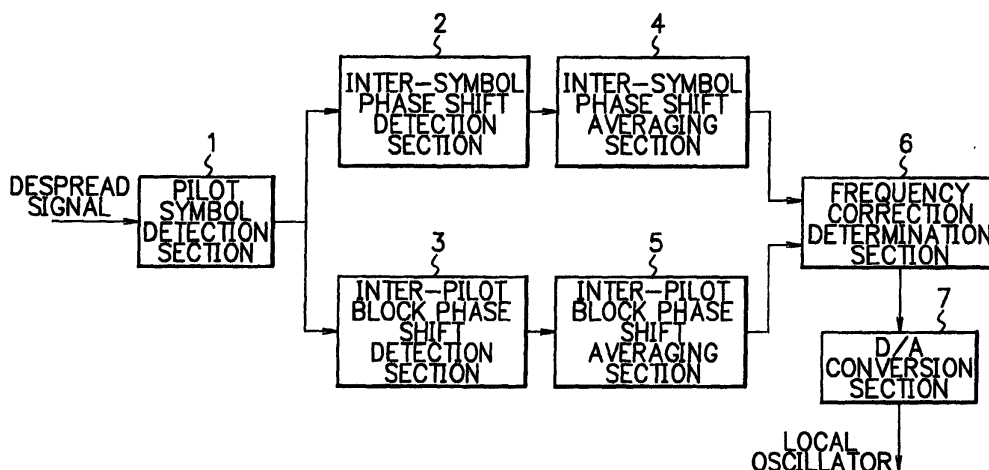 DESPREAD
SIGNAL
1
PILOT
SYMBOL
DETECTION
SECTION
2
INTER-SYMBOL
PHASE SHIFT
DETECTION
SECTION
4
INTER-SYMBOL
PHASE SHIFT
AVERAGING
SECTION
3
INTER-PILOT
BLOCK PHASE
SHIFT
DETECTION
SECTION
5
INTER-PILOT
BLOCK PHASE
SHIFT
AVERAGING
SECTION
6
FREQUENCY
CORRECTION
DETERMINATION
SECTION
7
D/A
CONVERSION
SECTION
LOCAL
OSCILLATOR